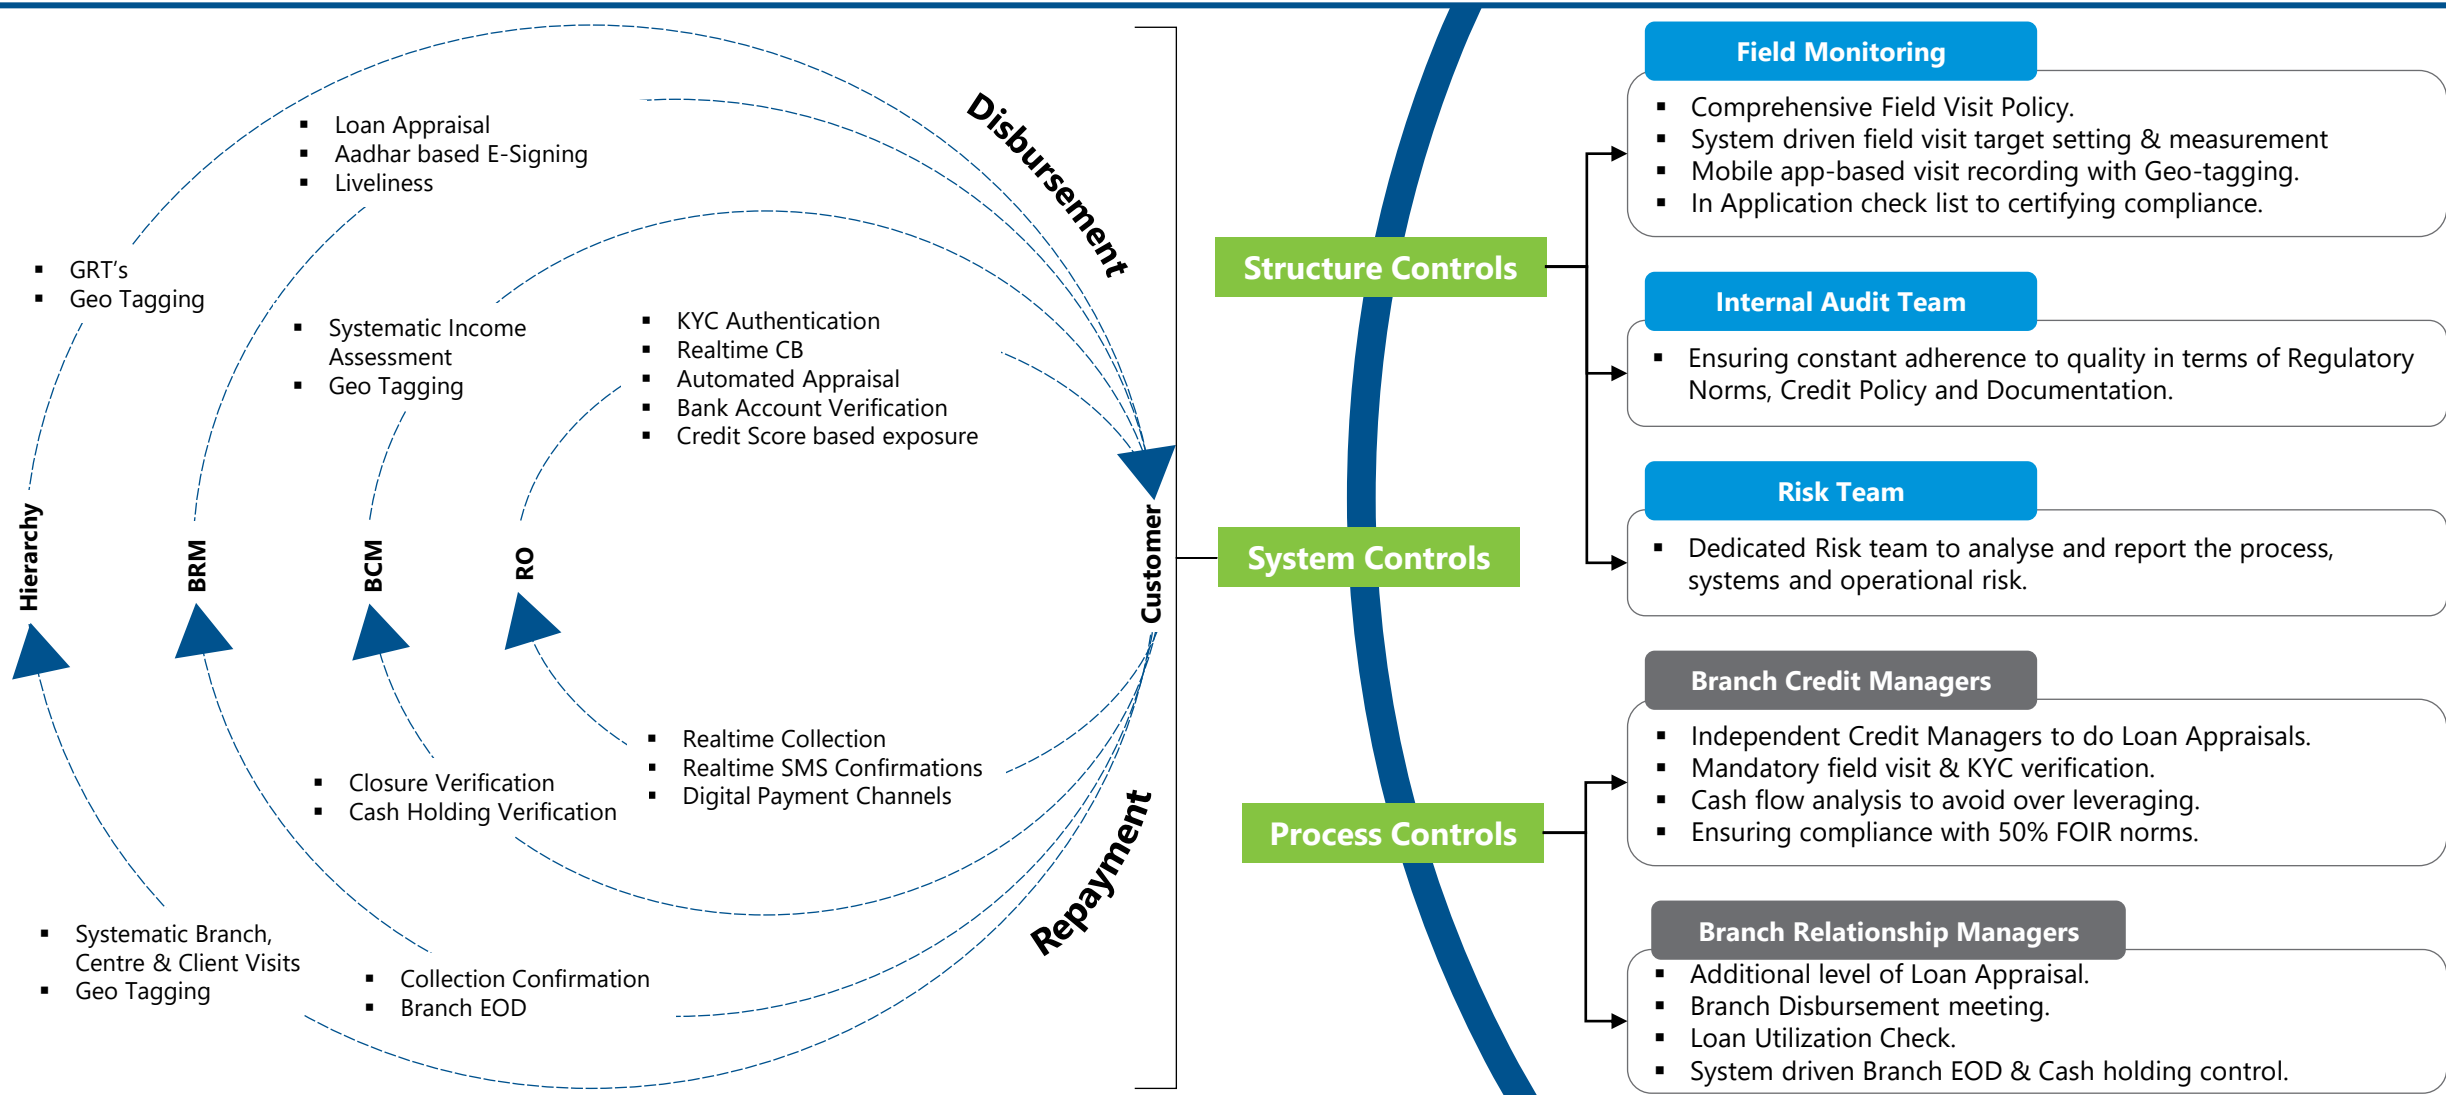 Disbursement
▪ Loan Appraisal
▪ Aadhar based E-Signing
▪ Liveliness
▪ GRT's
▪ Geo Tagging
▪ Systematic Income
Assessment
▪ Geo Tagging
▪ KYC Authentication
▪ Realtime CB
▪ Automated Appraisal
▪ Bank Account Verification
▪ Credit Score based exposure
Hierarchy
BRM
BCM
RO
Customer
▪ Realtime Collection
▪ Realtime SMS Confirmations
▪ Digital Payment Channels
▪ Closure Verification
▪ Cash Holding Verification
Repayment
▪ Systematic Branch,
Centre & Client Visits
▪ Geo Tagging
▪ Collection Confirmation
▪ Branch EOD
Structure Controls
System Controls
Process Controls
Field Monitoring
▪ Comprehensive Field Visit Policy.
▪ System driven field visit target setting & measurement
▪ Mobile app-based visit recording with Geo-tagging.
▪ In Application check list to certifying compliance.
Internal Audit Team
▪ Ensuring constant adherence to quality in terms of Regulatory
Norms, Credit Policy and Documentation.
Risk Team
▪ Dedicated Risk team to analyse and report the process,
systems and operational risk.
Branch Credit Managers
▪ Independent Credit Managers to do Loan Appraisals.
▪ Mandatory field visit & KYC verification.
▪ Cash flow analysis to avoid over leveraging.
▪ Ensuring compliance with 50% FOIR norms.
Branch Relationship Managers
▪ Additional level of Loan Appraisal.
▪ Branch Disbursement meeting.
▪ Loan Utilization Check.
▪ System driven Branch EOD & Cash holding control.